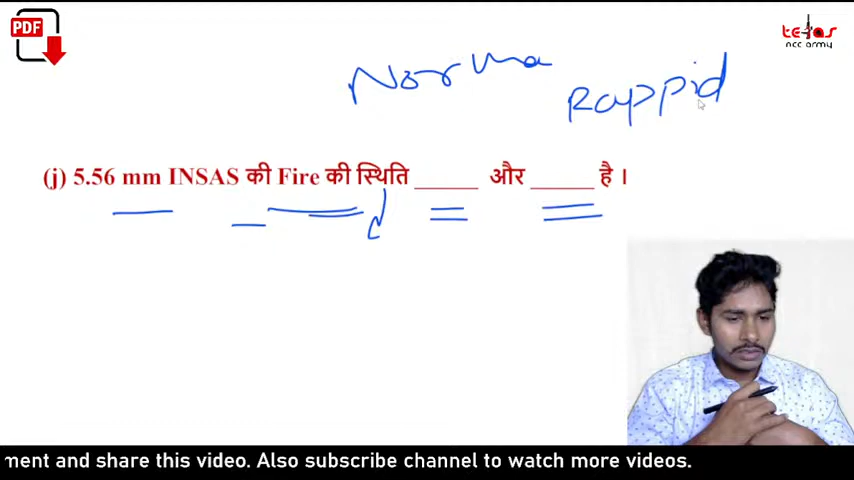 PDF
tejas
ncc army
Norma
Rappid
(j) 5.56 mm INSAS की Fire की स्थिति ______ और ______ है ।
ment and share this video. Also subscribe channel to watch more videos.